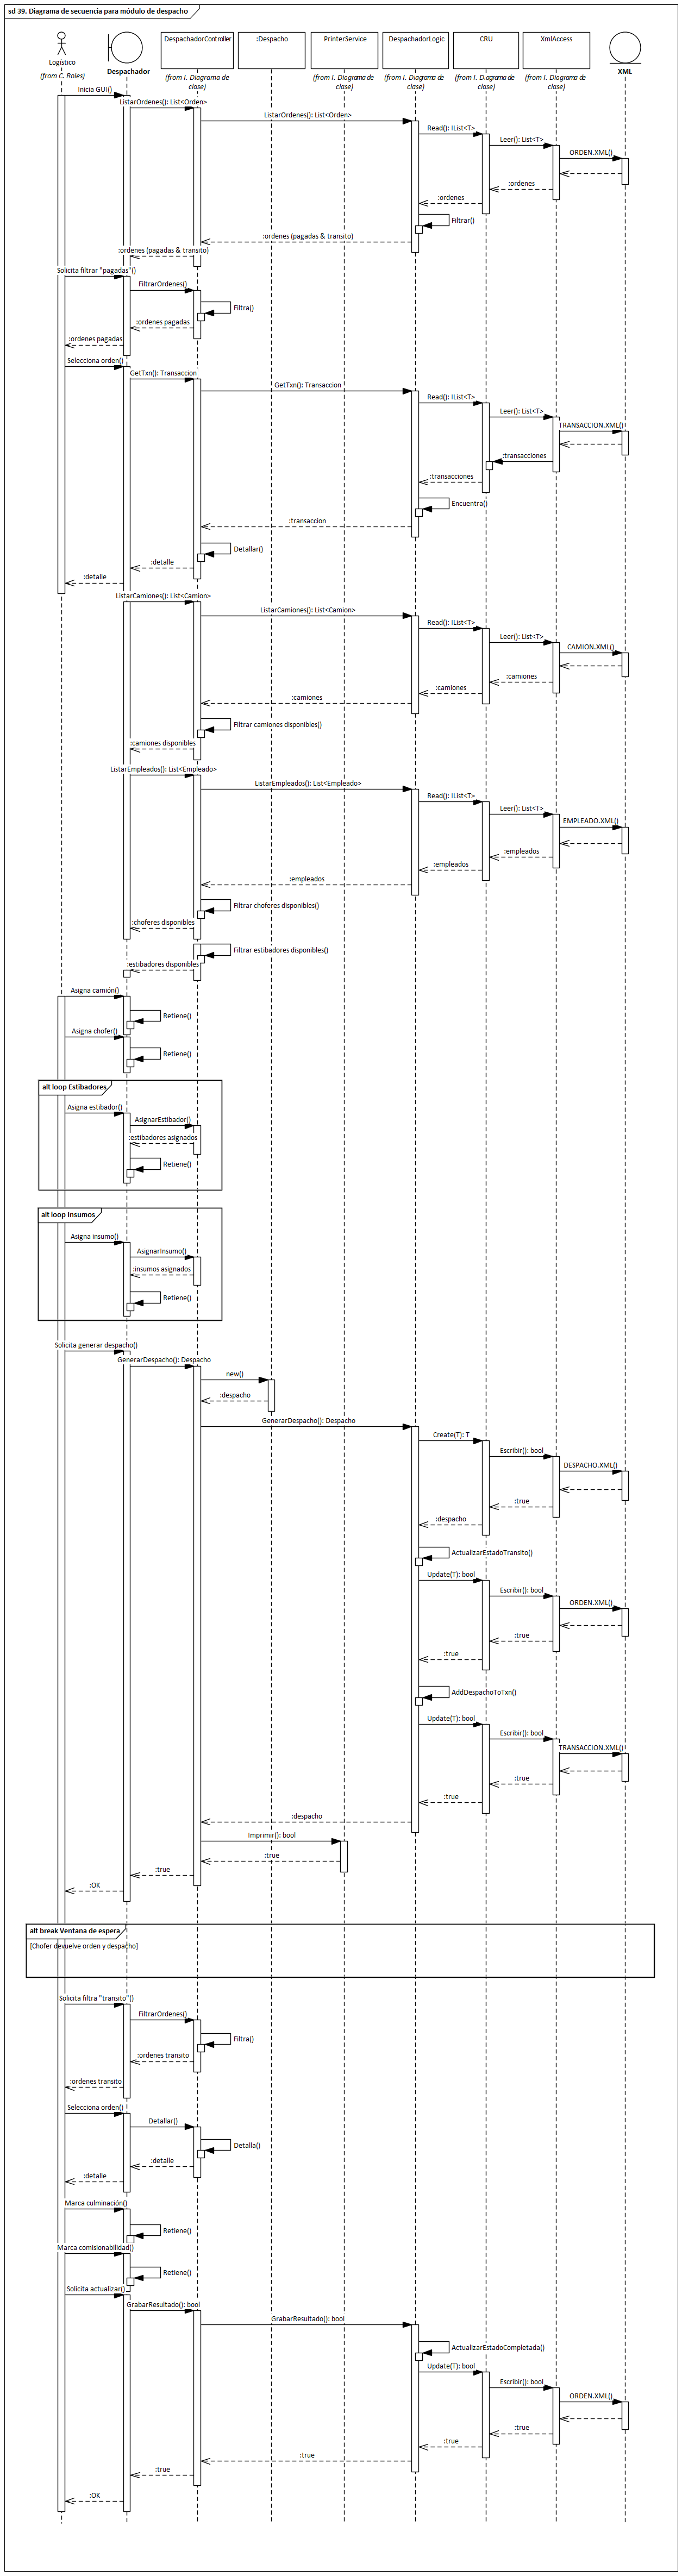 sd 39. Diagrama de secuencia para módulo de despacho
Logístico
(from C. Roles)
Despachador
DespachadorController
(from I. Diagrama de
clase)
:Despacho
PrinterService
(from I. Diagrama de
clase)
DespachadorLogic
(from I. Diagrama de
clase)
CRU
(from I. Diagrama de
clase)
XmlAccess
(from I. Diagrama de
clase)
XML
Inicia GUI()
ListarOrdenes(): List<Orden>
ListarOrdenes(): List<Orden>
Read(): IList<T>
Leer(): List<T>
ORDEN.XML()
:ordenes
:ordenes
Filtrar()
:ordenes (pagadas & transito)
:ordenes (pagadas & transito)
Solicita filtrar "pagadas"()
FiltrarOrdenes()
Filtra()
:ordenes pagadas
:ordenes pagadas
Selecciona orden()
GetTxn(): Transaccion
GetTxn(): Transaccion
Read(): IList<T>
Leer(): List<T>
TRANSACCION.XML()
:transacciones
:transacciones
Encuentra()
:transaccion
Detallar()
:detalle
:detalle
ListarCamiones(): List<Camion>
ListarCamiones(): List<Camion>
Read(): IList<T>
Leer(): List<T>
CAMION.XML()
:camiones
:camiones
:camiones
Filtrar camiones disponibles()
:camiones disponibles
ListarEmpleados(): List<Empleado>
ListarEmpleados(): List<Empleado>
Read(): IList<T>
Leer(): List<T>
EMPLEADO.XML()
:empleados
:empleados
:empleados
Filtrar choferes disponibles()
:choferes disponibles
Filtrar estibadores disponibles()
:estibadores disponibles
Asigna camión()
Retiene()
Asigna chofer()
Retiene()
alt loop Estibadores
Asigna estibador()
AsignarEstibador()
:estibadores asignados
Retiene()
alt loop Insumos
Asigna insumo()
AsignarInsumo()
:insumos asignados
Retiene()
Solicita generar despacho()
GenerarDespacho(): Despacho
new()
:despacho
GenerarDespacho(): Despacho
Create(T): T
Escribir(): bool
DESPACHO.XML()
:true
:despacho
ActualizarEstadoTransito()
Update(T): bool
Escribir(): bool
ORDEN.XML()
:true
:true
AddDespachoToTxn()
Update(T): bool
Escribir(): bool
TRANSACCION.XML()
:true
:true
:despacho
Imprimir(): bool
:true
:true
:OK
alt break Ventana de espera
[Chofer devuelve orden y despacho]
Solicita filtra "transito"()
FiltrarOrdenes()
Filtra()
:ordenes transito
:ordenes transito
Selecciona orden()
Detallar()
Detalla()
:detalle
:detalle
Marca culminación()
Retiene()
Marca comisionabilidad()
Retiene()
Solicita actualizar()
GrabarResultado(): bool
GrabarResultado(): bool
ActualizarEstadoCompletada()
Update(T): bool
Escribir(): bool
ORDEN.XML()
:true
:true
:true
:true
:OK